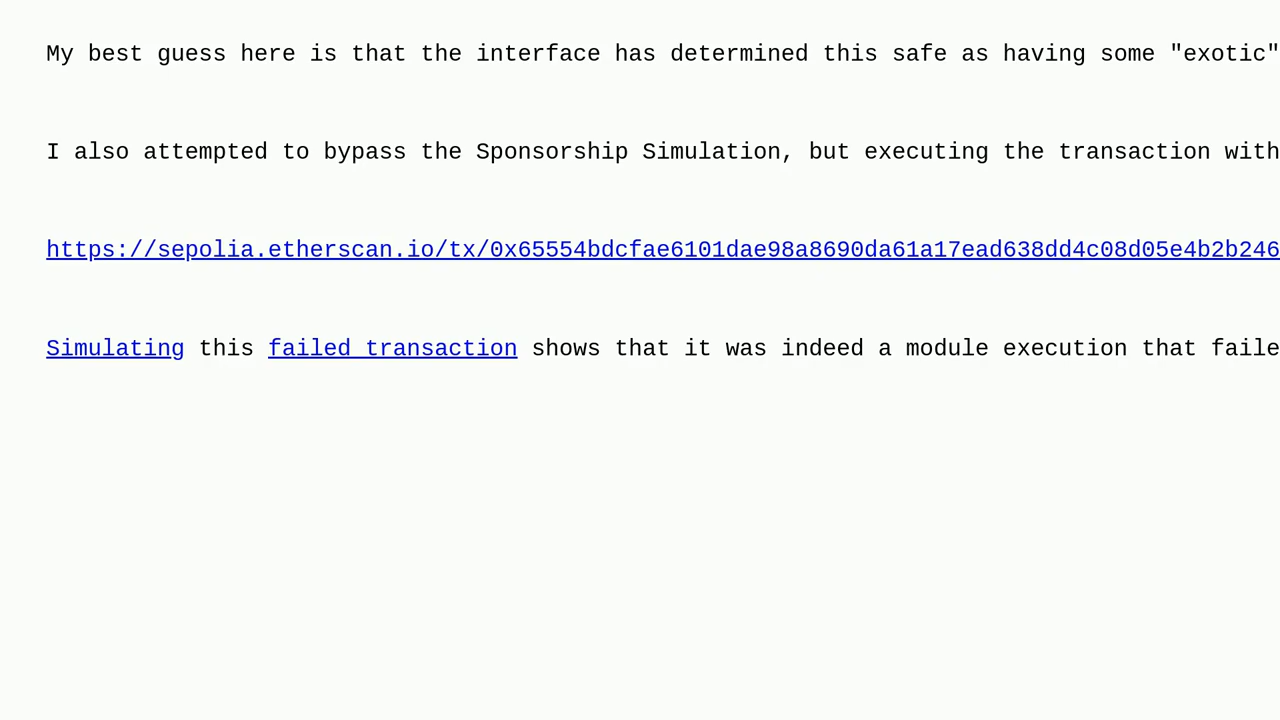 My best guess here is that the interface has determined this safe as having some "exotic"
I also attempted to bypass the Sponsorship Simulation, but executing the transaction with
https://sepolia.etherscan.io/tx/0x65554bdcfae6101dae98a8690da61a17ead638dd4c08d05e4b2b246
Simulating this failed transaction shows that it was indeed a module execution that faile